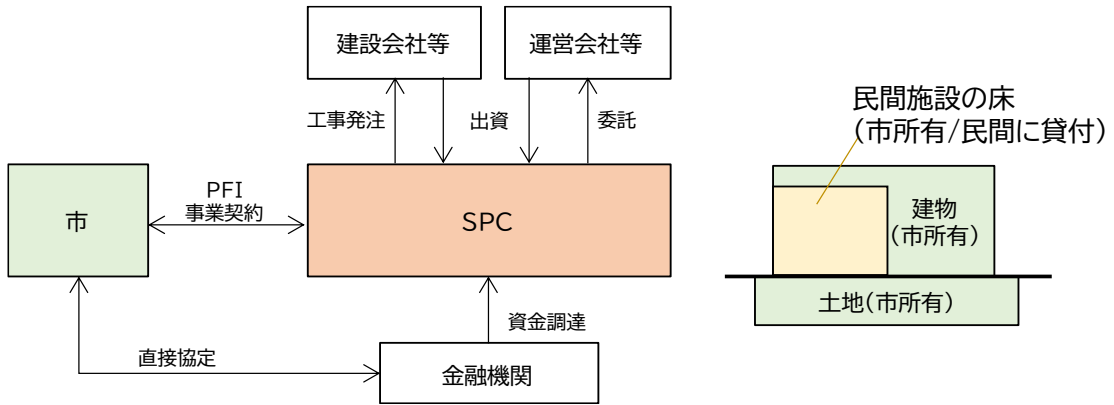 建設会社等
運営会社等
工事発注
出資
委託
市
PFI
事業契約
SPC
資金調達
直接協定
金融機関
民間施設の床
（市所有/民間に貸付）
建物
（市所有）
土地（市所有）